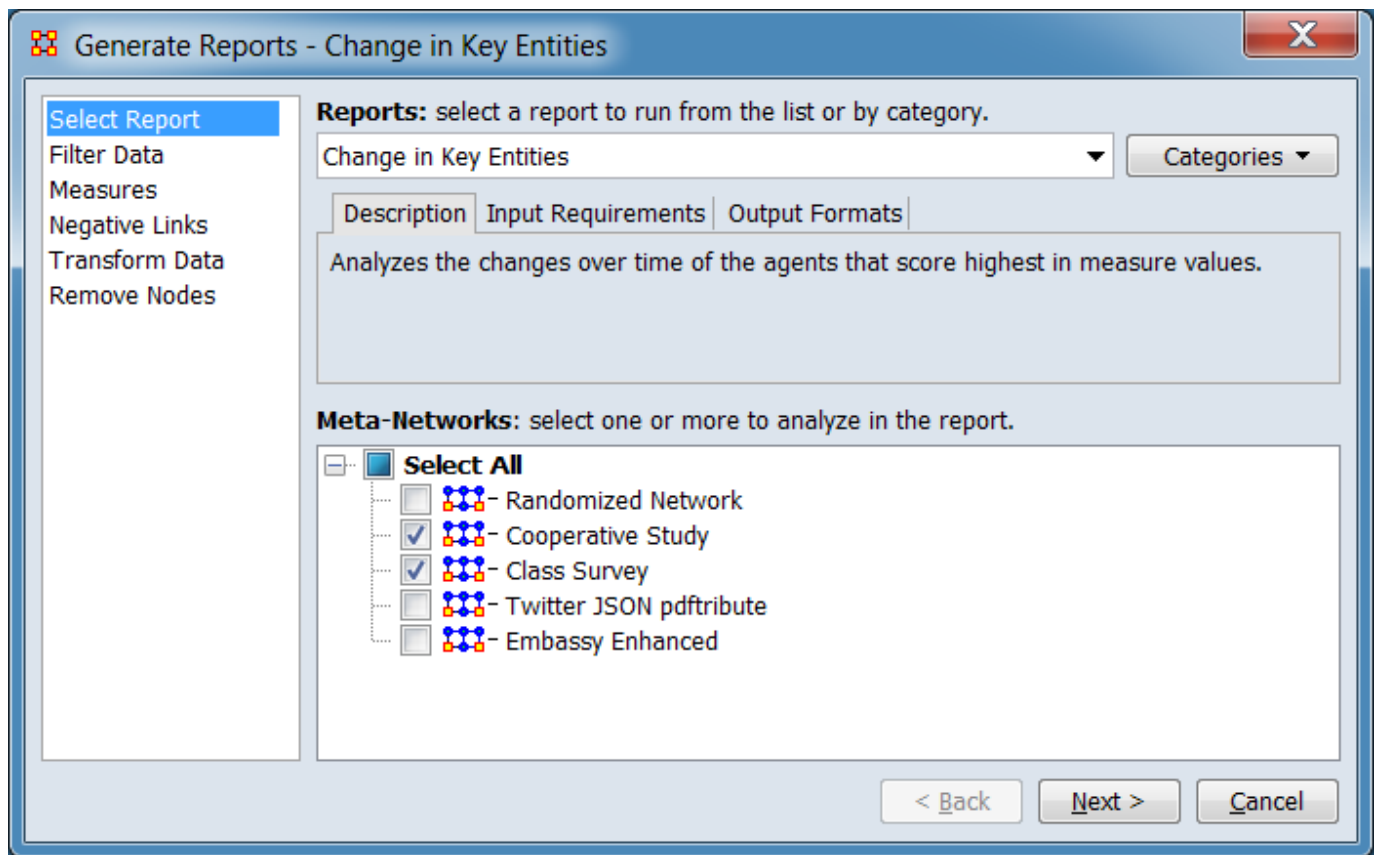 Generate Reports - Change in Key Entities
X
Select Report
Filter Data
Measures
Negative Links
Transform Data
Remove Nodes
Reports: select a report to run from the list or by category.
Change in Key Entities
Categories
Description
Input Requirements
Output Formats
Analyzes the changes over time of the agents that score highest in measure values.
Meta-Networks: select one or more to analyze in the report.
Select All
Randomized Network
Cooperative Study
Class Survey
Twitter JSON pdftribute
Embassy Enhanced
< Back
Next >
Cancel